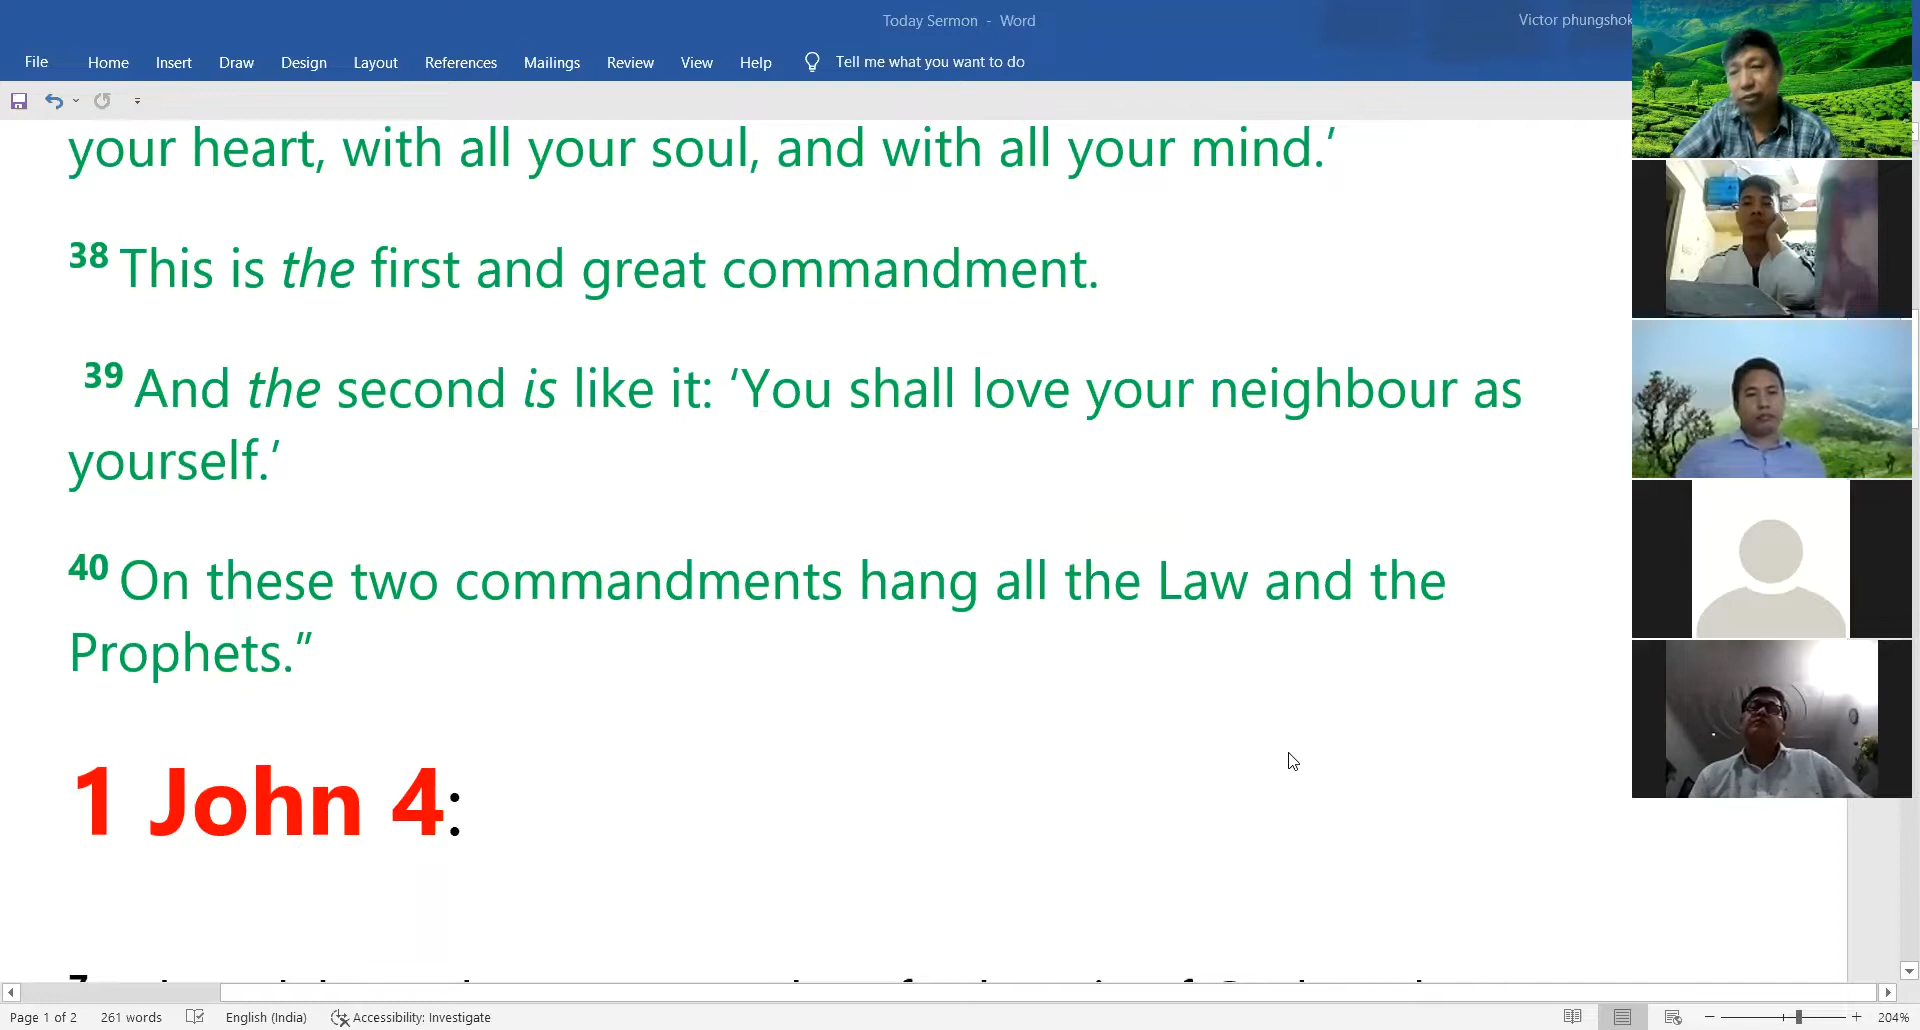 Today Sermon - Word
Victor phungshok
File Home Insert Draw Design Layout References Mailings Review View Help Tell me what you want to do
your heart, with all your soul, and with all your mind.’
38 This is the first and great commandment.
39 And the second is like it: ‘You shall love your neighbour as
yourself.’
40 On these two commandments hang all the Law and the
Prophets.”
1 John 4:
7
Page 1 of 2 261 words English (India) Accessibility: Investigate 204%